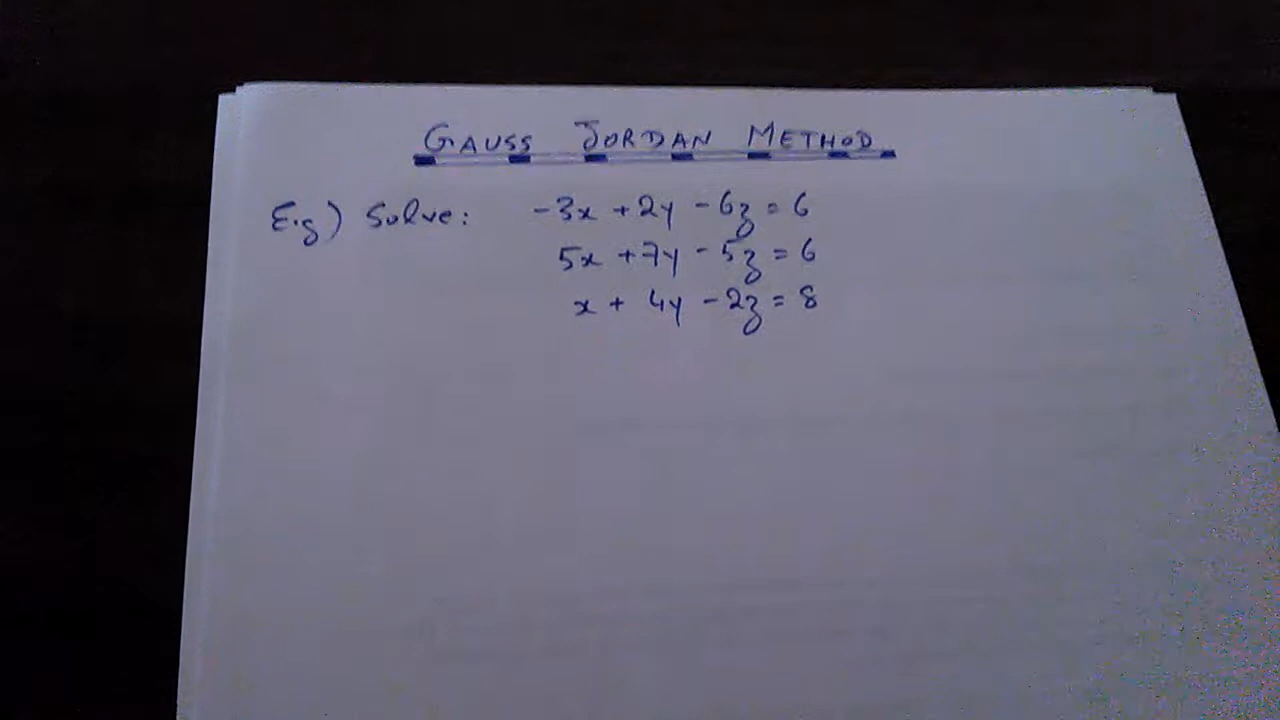 GAUSS JORDAN METHOD
E.g) Solve: -3x + 2y - 6z = 6
5x + 7y - 5z = 6
x + 4y - 2z = 8